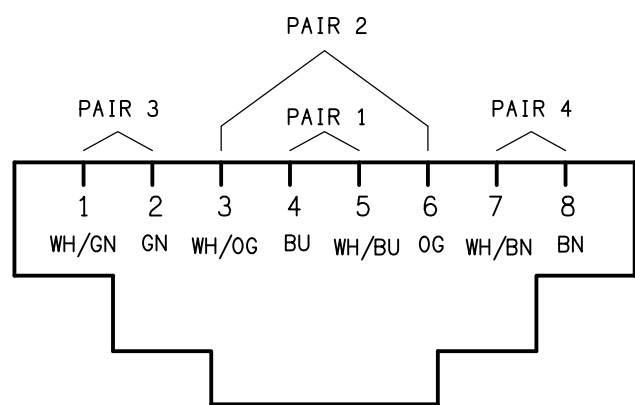 PAIR 2
PAIR 3 PAIR 1 PAIR 4
1 2 3 4 5 6 7 8
WH/GN GN WH/OG BU WH/BU OG WH/BN BN